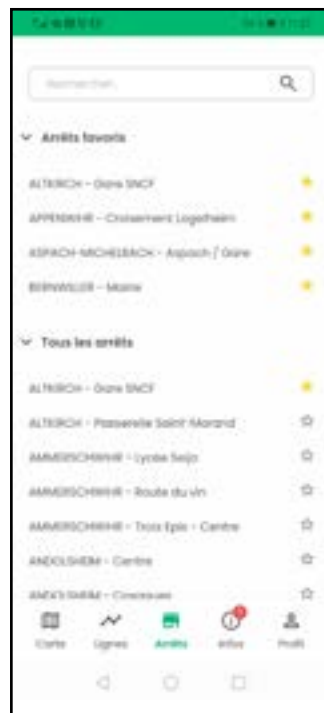 Rechercher...
Arrêts favoris
ALTKIRCH - Gare SNCF
APPENWIHR - Croisement Logelheim
ASPACH-MICHELBACH - Aspach / Gare
BERNWILLER - Mairie
Tous les arrêts
ALTKIRCH - Gare SNCF
ALTKIRCH - Passerelle Saint Morand
AMMERSCHWIHR - Lycée Seijo
AMMERSCHWIHR - Route du vin
AMMERSCHWIHR - Trois Epis - Centre
ANDOLSHEIM - Centre
ANDOLSHEIM -
Carte Lignes Arrêts Infos Profil